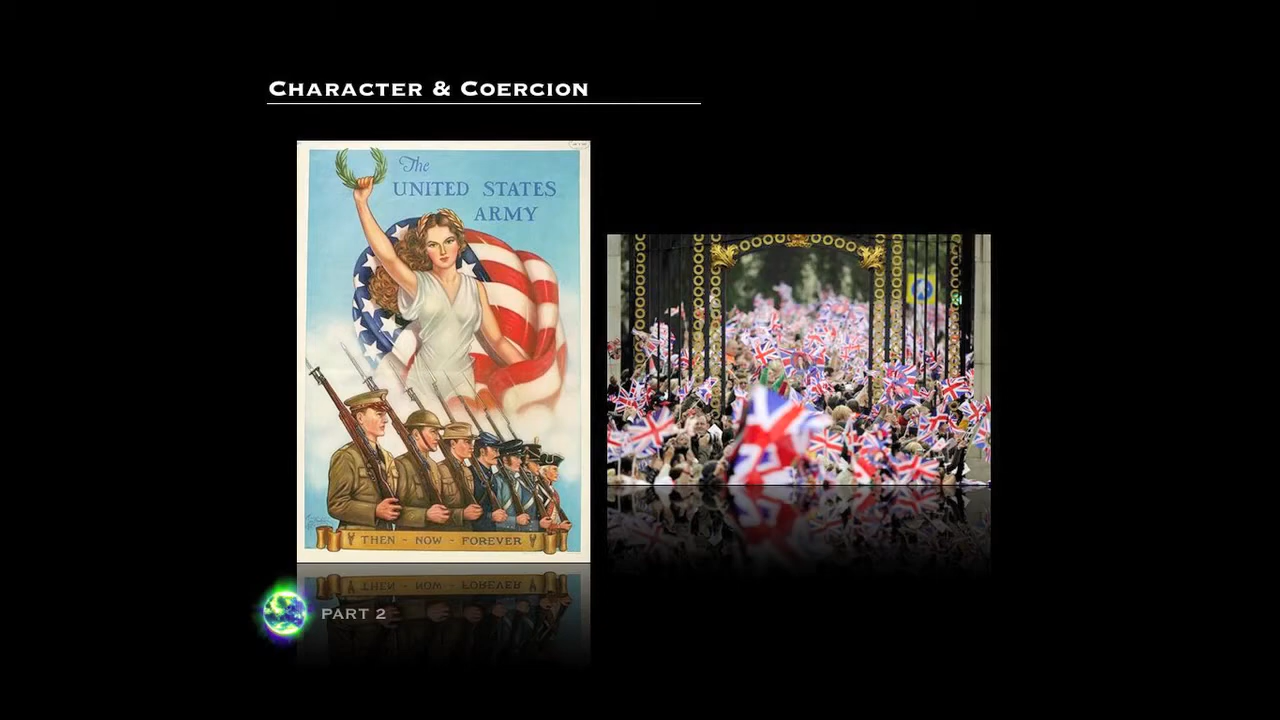 CHARACTER & COERCION
The
UNITED STATES
ARMY
THEN - NOW - FOREVER
PART 2